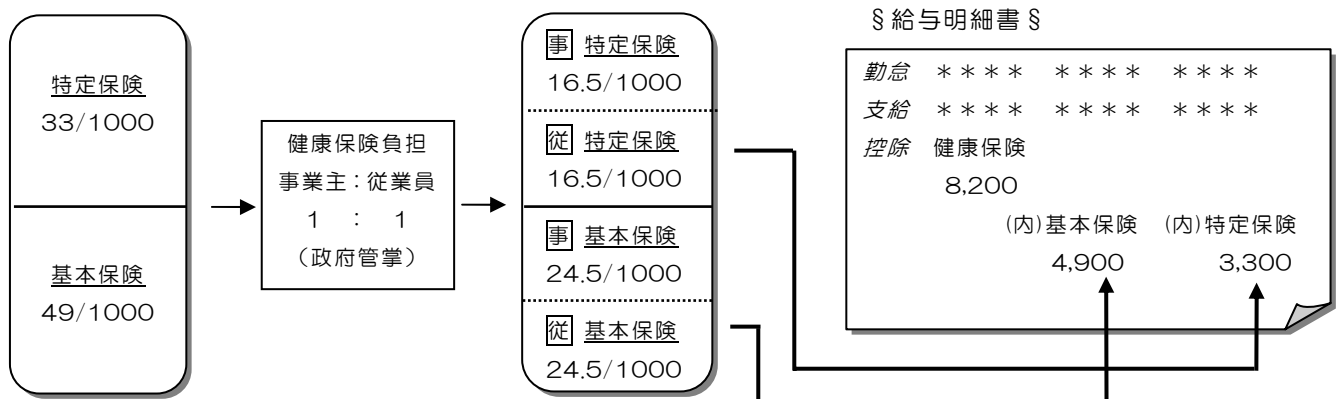 特定保険
33/1000
基本保険
49/1000
健康保険負担
事業主：従業員
1 : 1
（政府管掌）
事 特定保険
16.5/1000
従 特定保険
16.5/1000
事 基本保険
24.5/1000
従 基本保険
24.5/1000
§給与明細書§
勤怠 ＊＊＊＊ ＊＊＊＊ ＊＊＊＊
支給 ＊＊＊＊ ＊＊＊＊ ＊＊＊＊
控除 健康保険
8,200
(内)基本保険 (内)特定保険
4,900 3,300